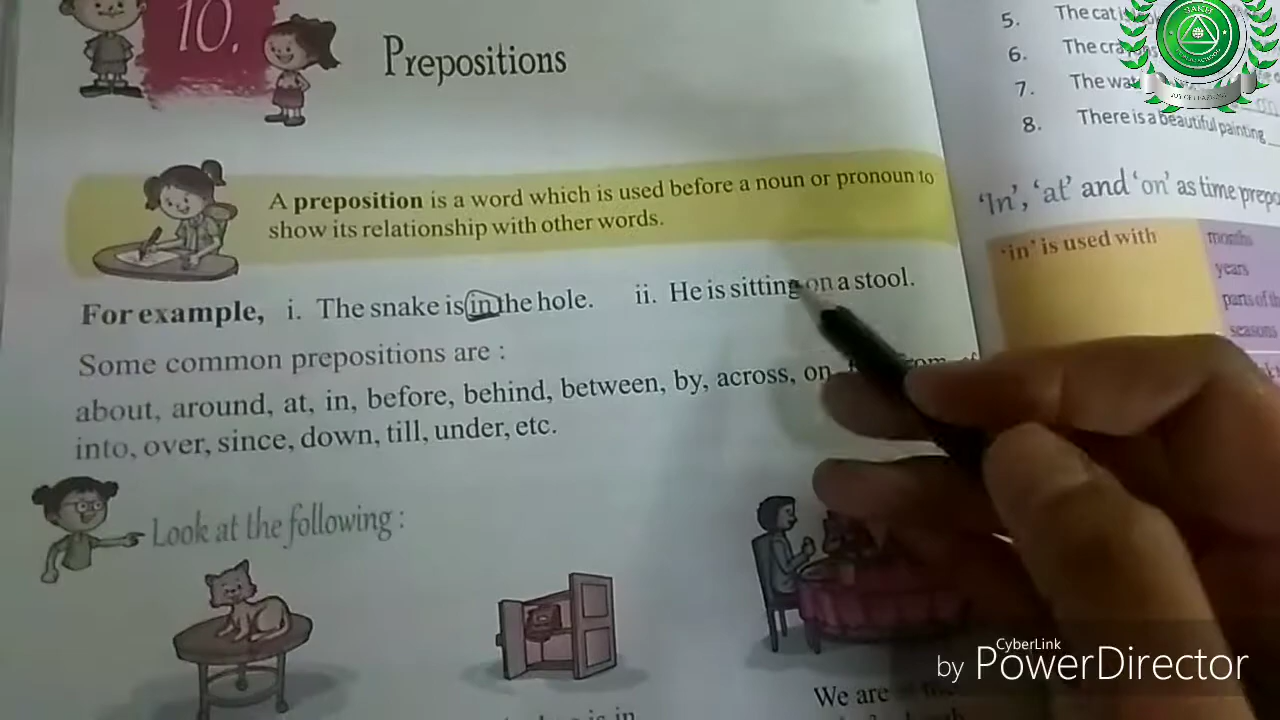 10.
Prepositions
A preposition is a word which is used before a noun or pronoun to
show its relationship with other words.
For example, i. The snake is in the hole. ii. He is sitting on a stool.
Some common prepositions are :
about, around, at, in, before, behind, between, by, across, on
into, over, since, down, till, under, etc.
Look at the following :
is in
We are
5. The cat
6. The
7. The
8. There is a beautiful painting
'In', 'at' and 'on' as time
'in' is used with
months
years
parts of
seasons
CyberLink
by PowerDirector